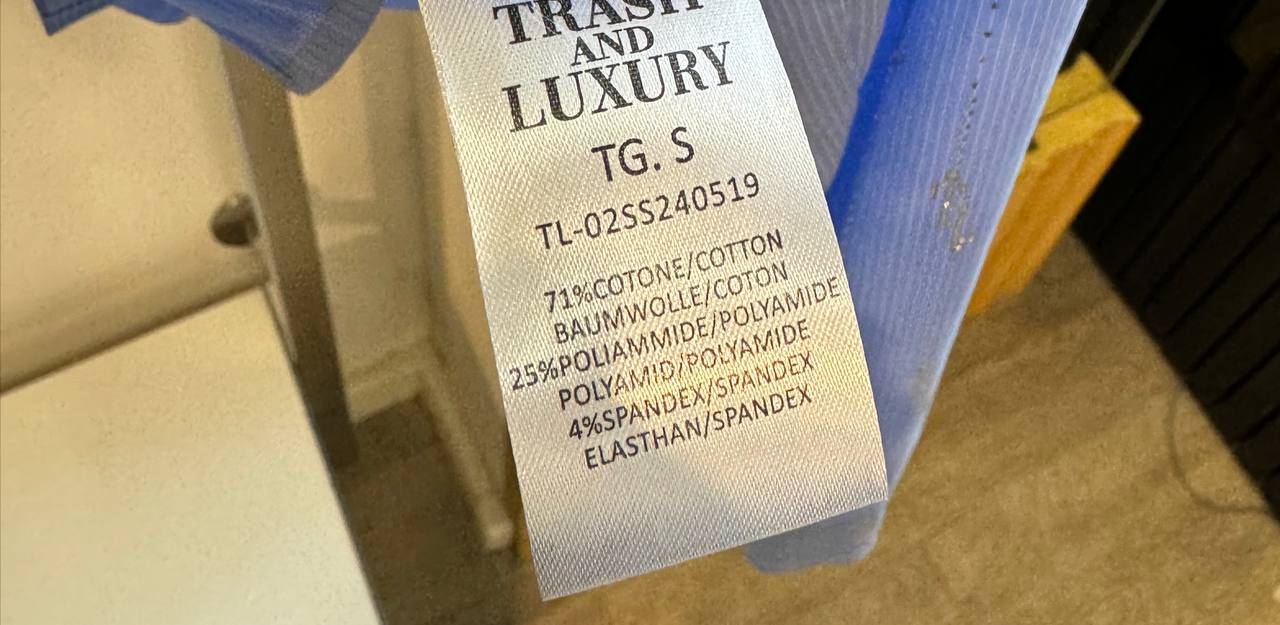 TRASH
AND
LUXURY
TG. S
TL-02SS240519
71%COTONE/COTTON
BAUMWOLLE/COTON
25%POLIAMMIDE/POLYAMIDE
POLYAMID/POLYAMIDE
4%SPANDEX/SPANDEX
ELASTHAN/SPANDEX